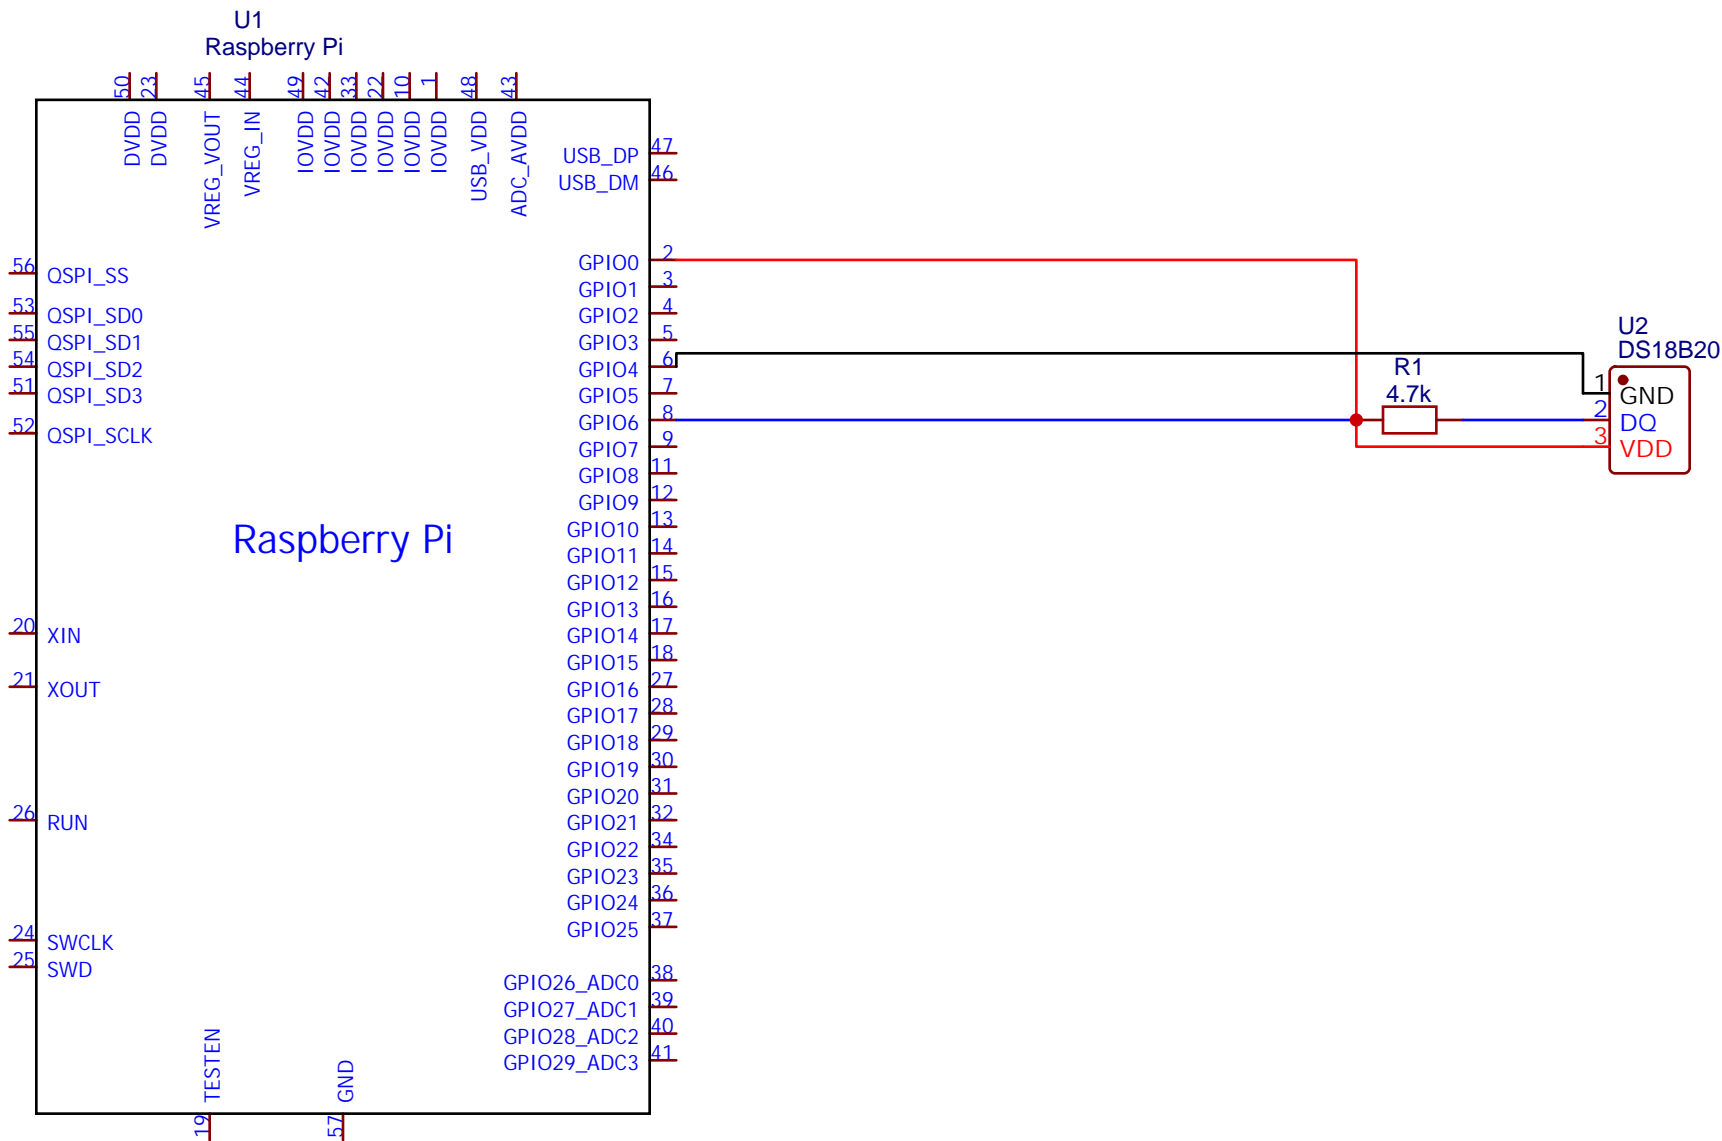 U1
Raspberry Pi
50
23
45
44
49
42
33
22
10
1
48
43
DVDD
DVDD
VREG_VOUT
VREG_IN
IOVDD
IOVDD
IOVDD
IOVDD
IOVDD
IOVDD
USB_VDD
ADC_AVDD
USB_DP 47
USB_DM 46
56 QSPI_SS
53 QSPI_SD0
55 QSPI_SD1
54 QSPI_SD2
51 QSPI_SD3
52 QSPI_SCLK
GPIO0 2
GPIO1 3
GPIO2 4
GPIO3 5
GPIO4 6
GPIO5 7
GPIO6 8
GPIO7 9
GPIO8 11
GPIO9 12
GPIO10 13
GPIO11 14
GPIO12 15
GPIO13 16
GPIO14 17
GPIO15 18
GPIO16 27
GPIO17 28
GPIO18 29
GPIO19 30
GPIO20 31
GPIO21 32
GPIO22 34
GPIO23 35
GPIO24 36
GPIO25 37
GPIO26_ADC0 38
GPIO27_ADC1 39
GPIO28_ADC2 40
GPIO29_ADC3 41
Raspberry Pi
20 XIN
21 XOUT
26 RUN
24 SWCLK
25 SWD
TESTEN
19
GND
57
R1
4.7k
U2
DS18B20
1 GND
2 DQ
3 VDD